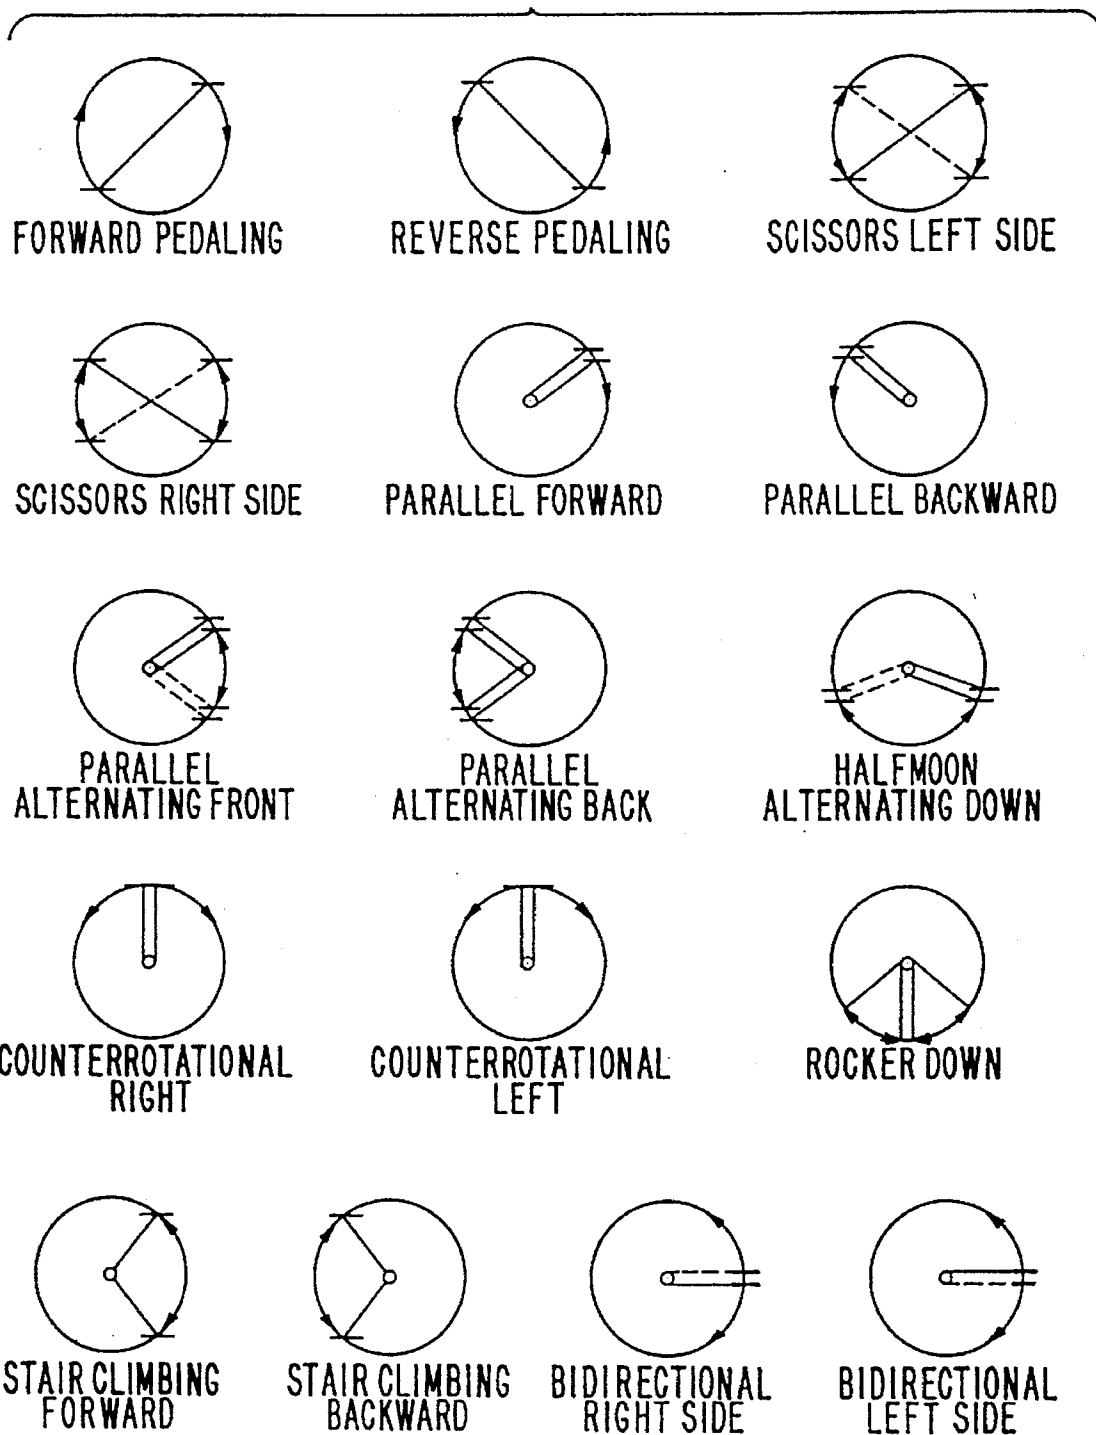 FORWARD PEDALING
REVERSE PEDALING
SCISSORS LEFT SIDE
SCISSORS RIGHT SIDE
PARALLEL FORWARD
PARALLEL BACKWARD
PARALLEL
ALTERNATING FRONT
PARALLEL
ALTERNATING BACK
HALFMOON
ALTERNATING DOWN
COUNTERROTATIONAL
RIGHT
COUNTERROTATIONAL
LEFT
ROCKER DOWN
STAIR CLIMBING
FORWARD
STAIR CLIMBING
BACKWARD
BIDIRECTIONAL
RIGHT SIDE
BIDIRECTIONAL
LEFT SIDE